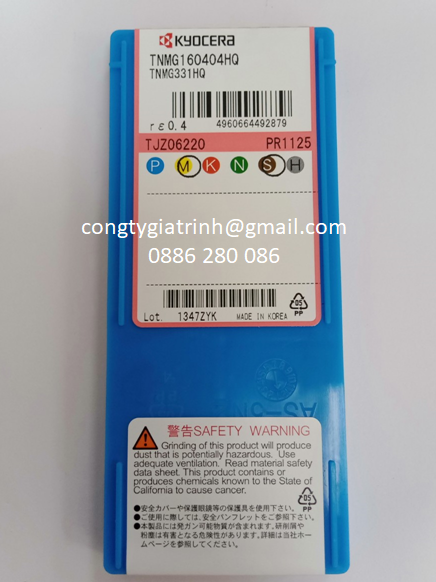 KYOCERA
TNMG160404HQ
TNMG331HQ
rε0.4 4960664492879
TJZ06220 PR1125
P M K N S H
congtygiatrinh@gmail.com
0886 280 086
Lot. 1347ZYK MADE IN KOREA
05
PP
警告SAFETY WARNING
Grinding of this product will produce
dust that is potentially hazardous. Use
adequate ventilation. Read material safety
data sheet. This product contains or
produces chemicals known to the State of
California to cause cancer.
05
PP
●安全カバーや保護眼鏡等の保護具を使用下さい。
●ご使用に際しては、安全パンフレットをご参照下さい。
●本製品には発ガン可能物質が含まれます。研削屑や
粉塵は有害となる危険性があります。詳細は当社ホー
ムページを参照してください。